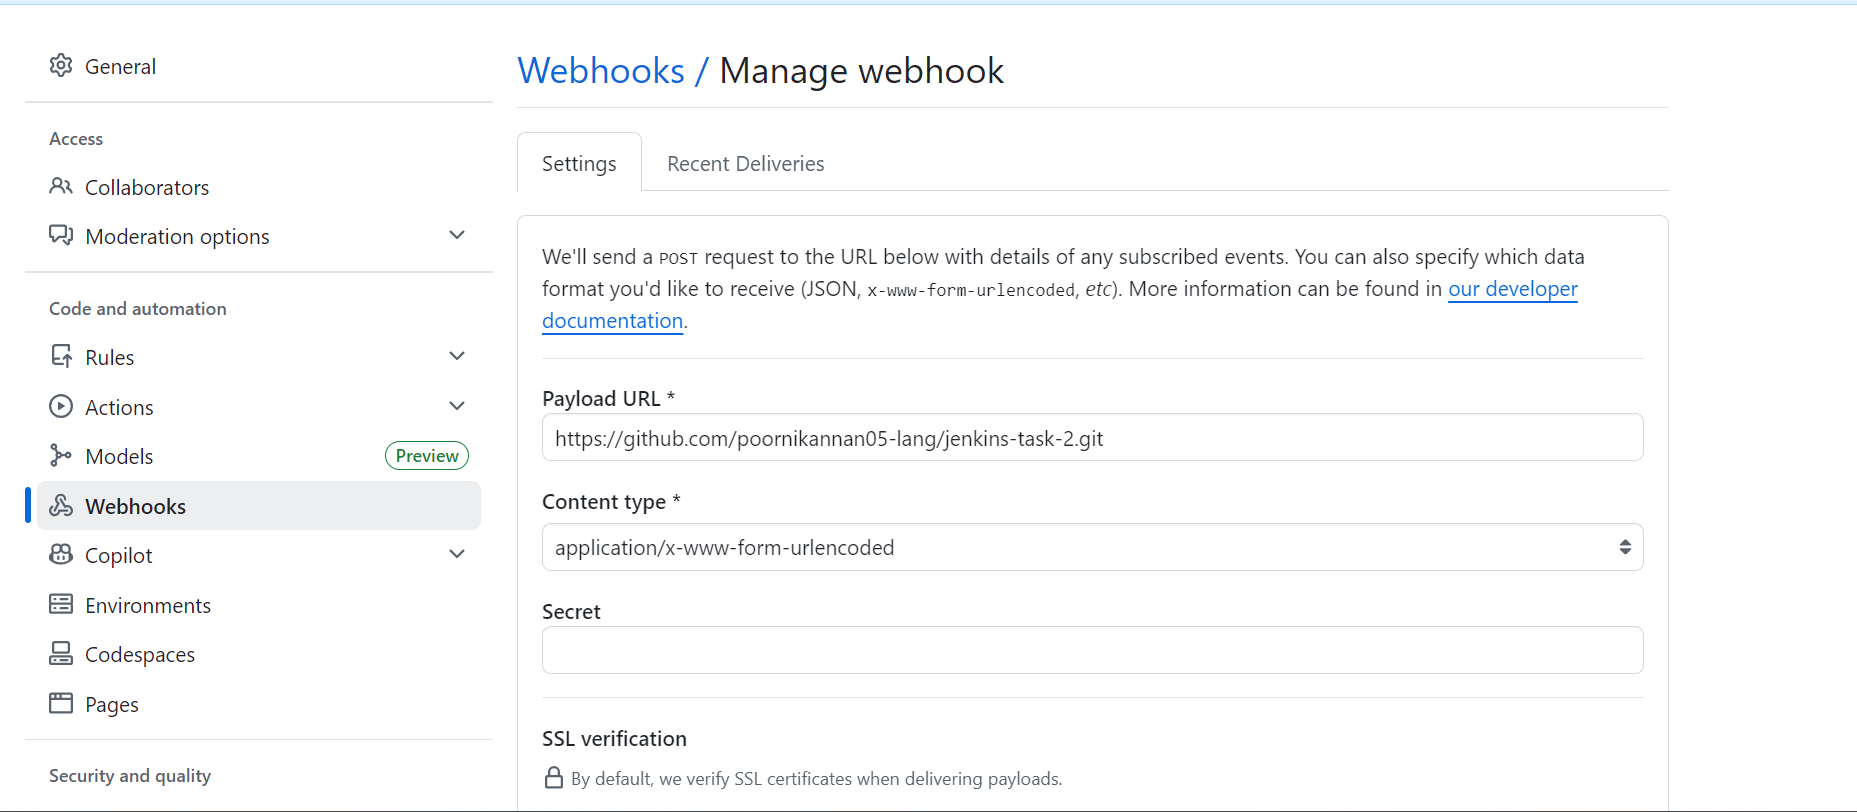 General
Access
Collaborators
Moderation options
Code and automation
Rules
Actions
Models Preview
Webhooks
Copilot
Environments
Codespaces
Pages
Security and quality
Webhooks / Manage webhook
Settings Recent Deliveries
We'll send a POST request to the URL below with details of any subscribed events. You can also specify which data
format you'd like to receive (JSON, x-www-form-urlencoded, etc). More information can be found in our developer
documentation.
Payload URL *
https://github.com/poornikannan05-lang/jenkins-task-2.git
Content type *
application/x-www-form-urlencoded
Secret
SSL verification
By default, we verify SSL certificates when delivering payloads.